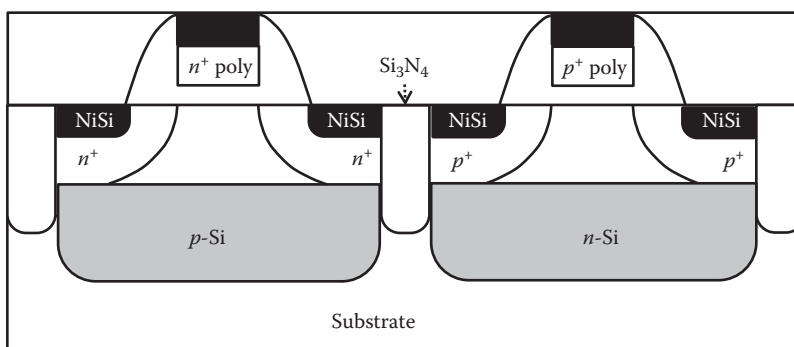 n⁺ poly
p⁺ poly
Si₃N₄
NiSi
NiSi
NiSi
NiSi
n⁺
n⁺
p⁺
p⁺
p-Si
n-Si
Substrate